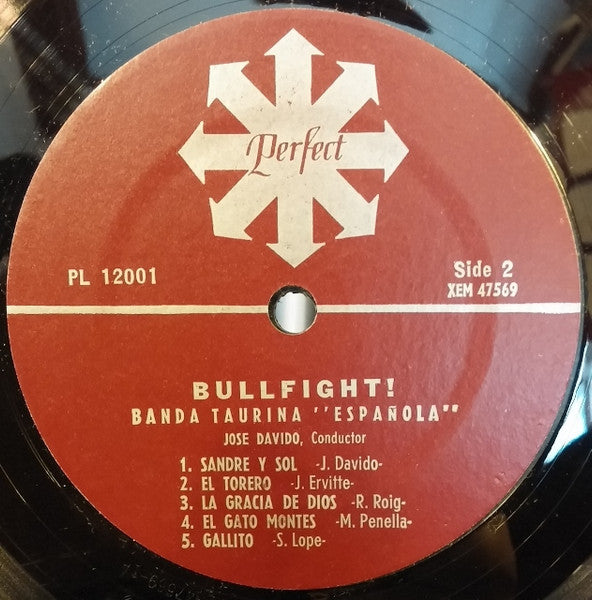 Perfect
PL 12001
Side 2
XEM 47569
BULLFIGHT!
BANDA TAURINA "ESPAÑOLA"
JOSE DAVIDO, Conductor
1. SANDRE Y SOL -J. Davido-
2. EL TORERO -J. Ervitte-
3. LA GRACIA DE DIOS -R. Roig-
4. EL GATO MONTES -M. Penella-
5. GALLITO -S. Lope-